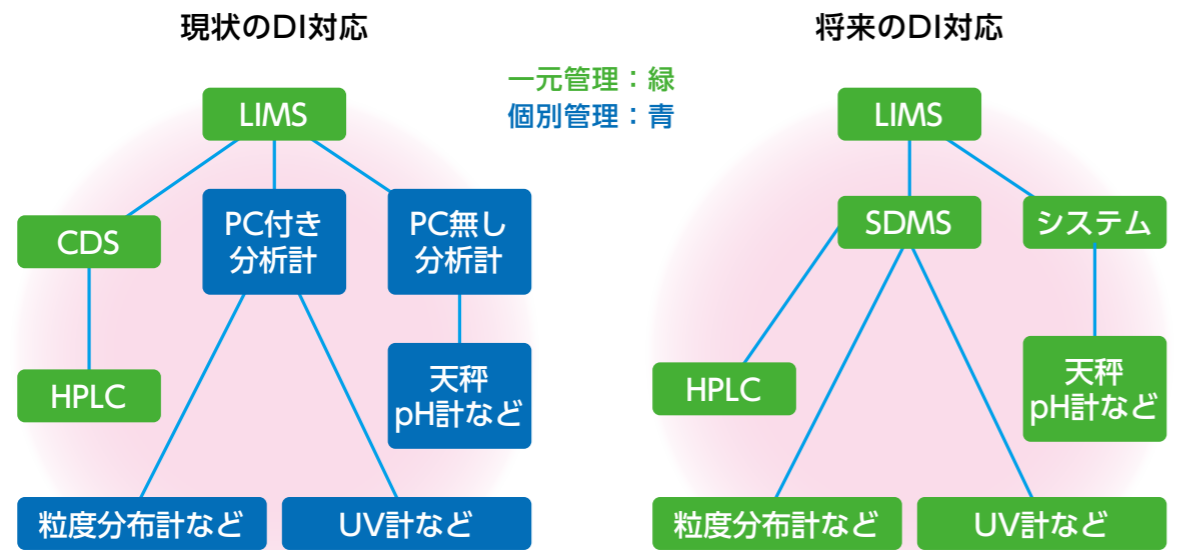 現状のDI対応
将来のDI対応
一元管理：緑
個別管理：青
LIMS
CDS
PC付き
分析計
PC無し
分析計
HPLC
天秤
pH計など
粒度分布計など
UV計など
LIMS
SDMS
システム
HPLC
天秤
pH計など
粒度分布計など
UV計など